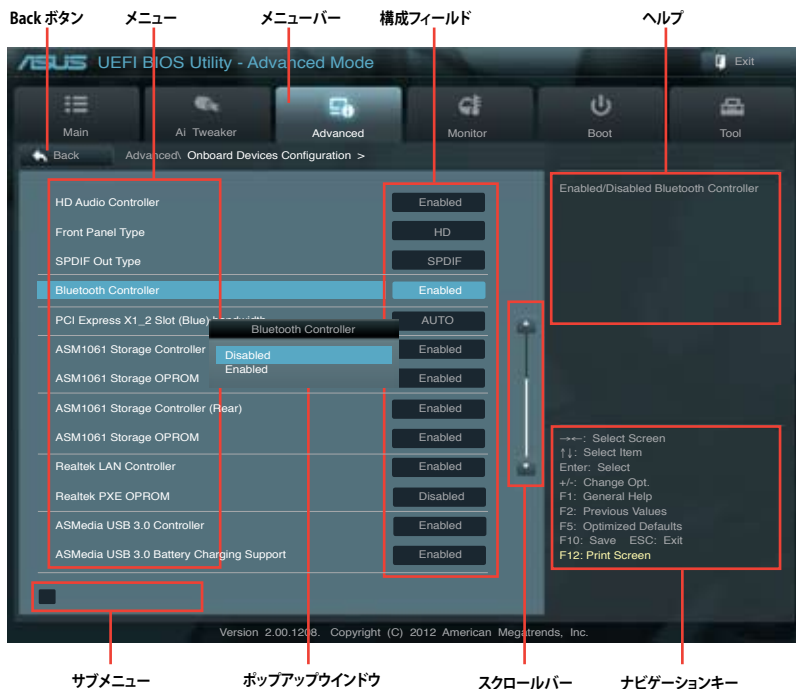 Back ボタン
メニュー
メニューバー
構成フィールド
ヘルプ
ASUS UEFI BIOS Utility - Advanced Mode
Exit
Main
Ai Tweaker
Advanced
Monitor
Boot
Tool
Back
Advanced\ Onboard Devices Configuration >
HD Audio Controller Enabled
Front Panel Type HD
SPDIF Out Type SPDIF
Bluetooth Controller Enabled
PCI Express X1_2 Slot (Blue) bandwidth AUTO
ASM1061 Storage Controller Enabled
ASM1061 Storage OPROM Enabled
ASM1061 Storage Controller (Rear) Enabled
ASM1061 Storage OPROM Enabled
Realtek LAN Controller Enabled
Realtek PXE OPROM Disabled
ASMedia USB 3.0 Controller Enabled
ASMedia USB 3.0 Battery Charging Support Enabled
Bluetooth Controller
Disabled
Enabled
Enabled/Disabled Bluetooth Controller
→←: Select Screen
↑↓: Select Item
Enter: Select
+/-: Change Opt.
F1: General Help
F2: Previous Values
F5: Optimized Defaults
F10: Save ESC: Exit
F12: Print Screen
Version 2.00.1208. Copyright (C) 2012 American Megatrends, Inc.
サブメニュー
ポップアップウインドウ
スクロールバー
ナビゲーションキー